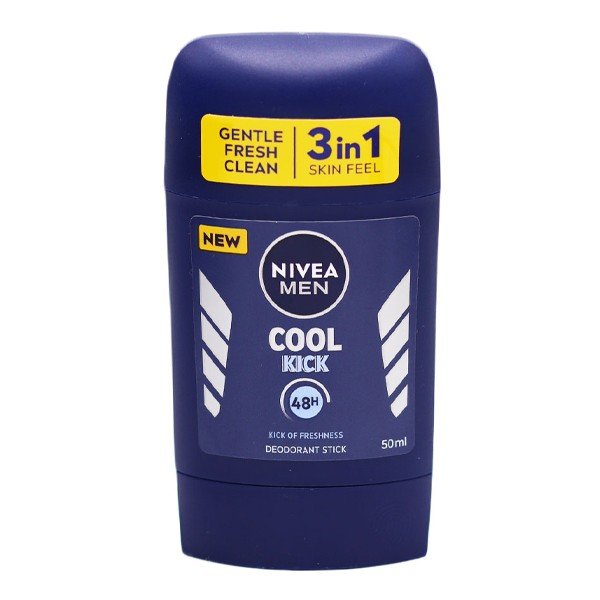 GENTLE
FRESH
CLEAN
3in1
SKIN FEEL
NEW
NIVEA
MEN
COOL
KICK
48H
KICK OF FRESHNESS
DEODORANT STICK
50ml